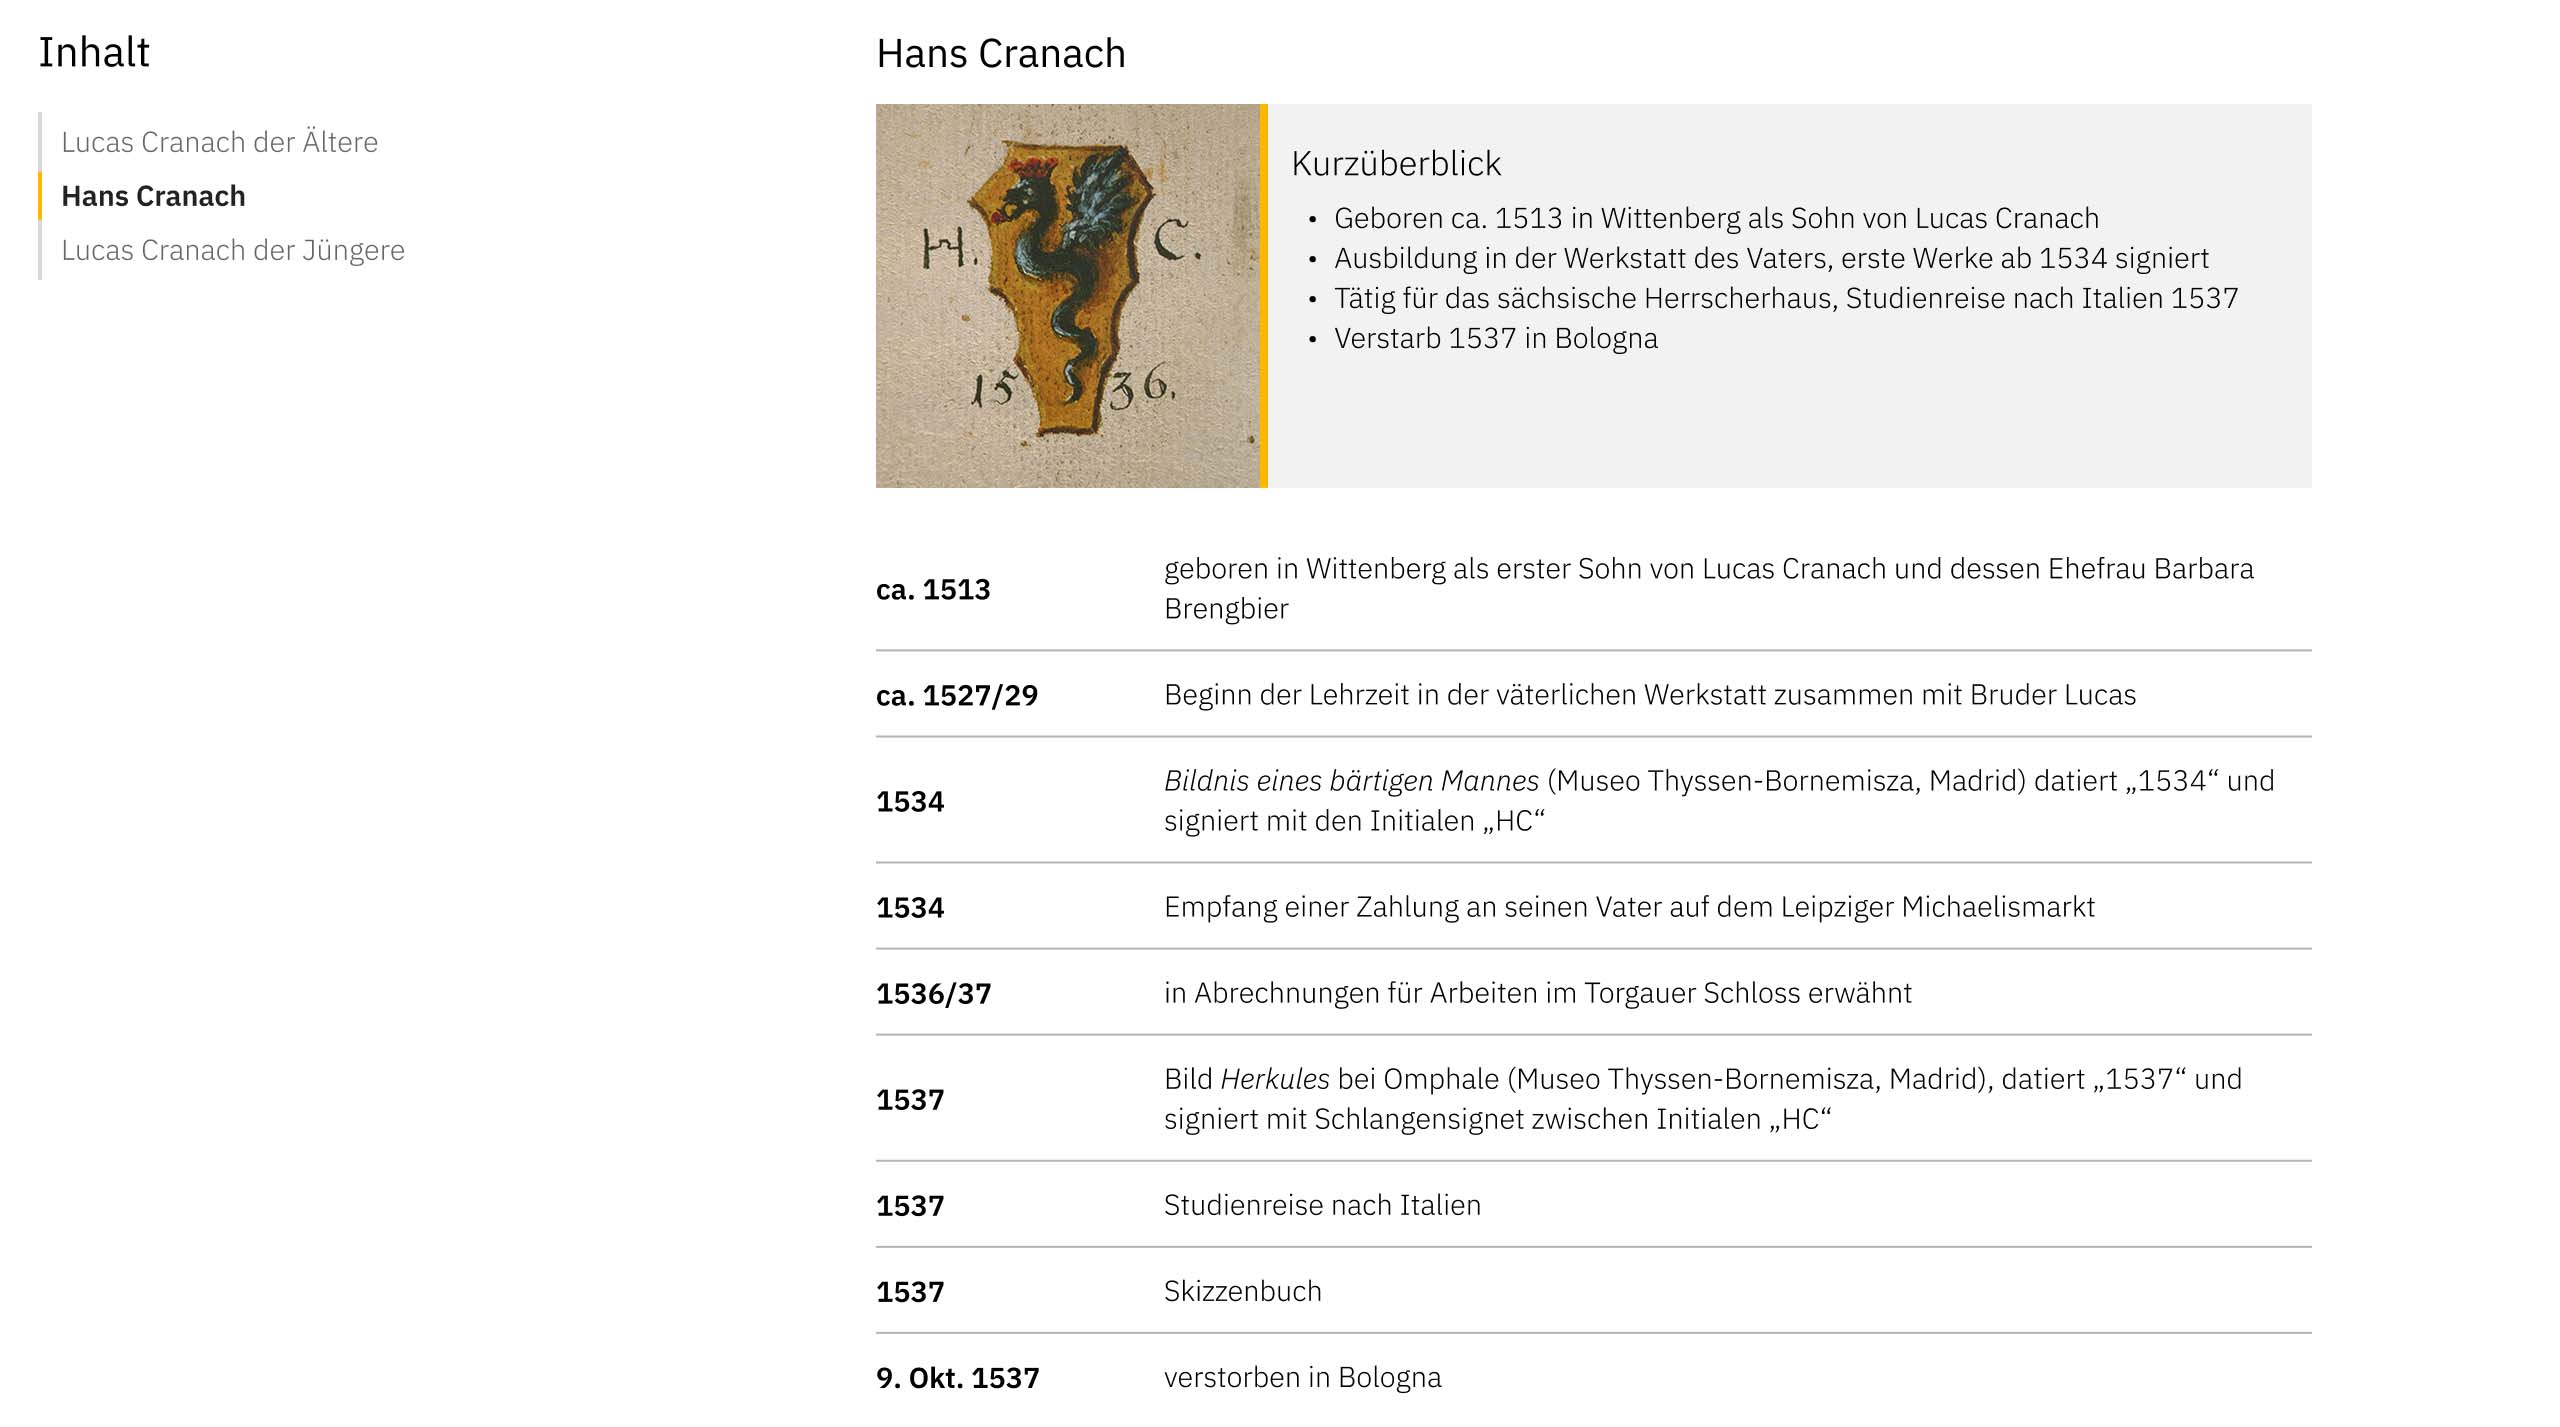 Inhalt
Lucas Cranach der Ältere
Hans Cranach
Lucas Cranach der Jüngere
Hans Cranach
H. C.
15 36.
Kurzüberblick
• Geboren ca. 1513 in Wittenberg als Sohn von Lucas Cranach
• Ausbildung in der Werkstatt des Vaters, erste Werke ab 1534 signiert
• Tätig für das sächsische Herrscherhaus, Studienreise nach Italien 1537
• Verstarb 1537 in Bologna
ca. 1513
geboren in Wittenberg als erster Sohn von Lucas Cranach und dessen Ehefrau Barbara
Brengbier
ca. 1527/29
Beginn der Lehrzeit in der väterlichen Werkstatt zusammen mit Bruder Lucas
1534
Bildnis eines bärtigen Mannes (Museo Thyssen-Bornemisza, Madrid) datiert „1534“ und
signiert mit den Initialen „HC“
1534
Empfang einer Zahlung an seinen Vater auf dem Leipziger Michaelismarkt
1536/37
in Abrechnungen für Arbeiten im Torgauer Schloss erwähnt
1537
Bild Herkules bei Omphale (Museo Thyssen-Bornemisza, Madrid), datiert „1537“ und
signiert mit Schlangensignet zwischen Initialen „HC“
1537
Studienreise nach Italien
1537
Skizzenbuch
9. Okt. 1537
verstorben in Bologna